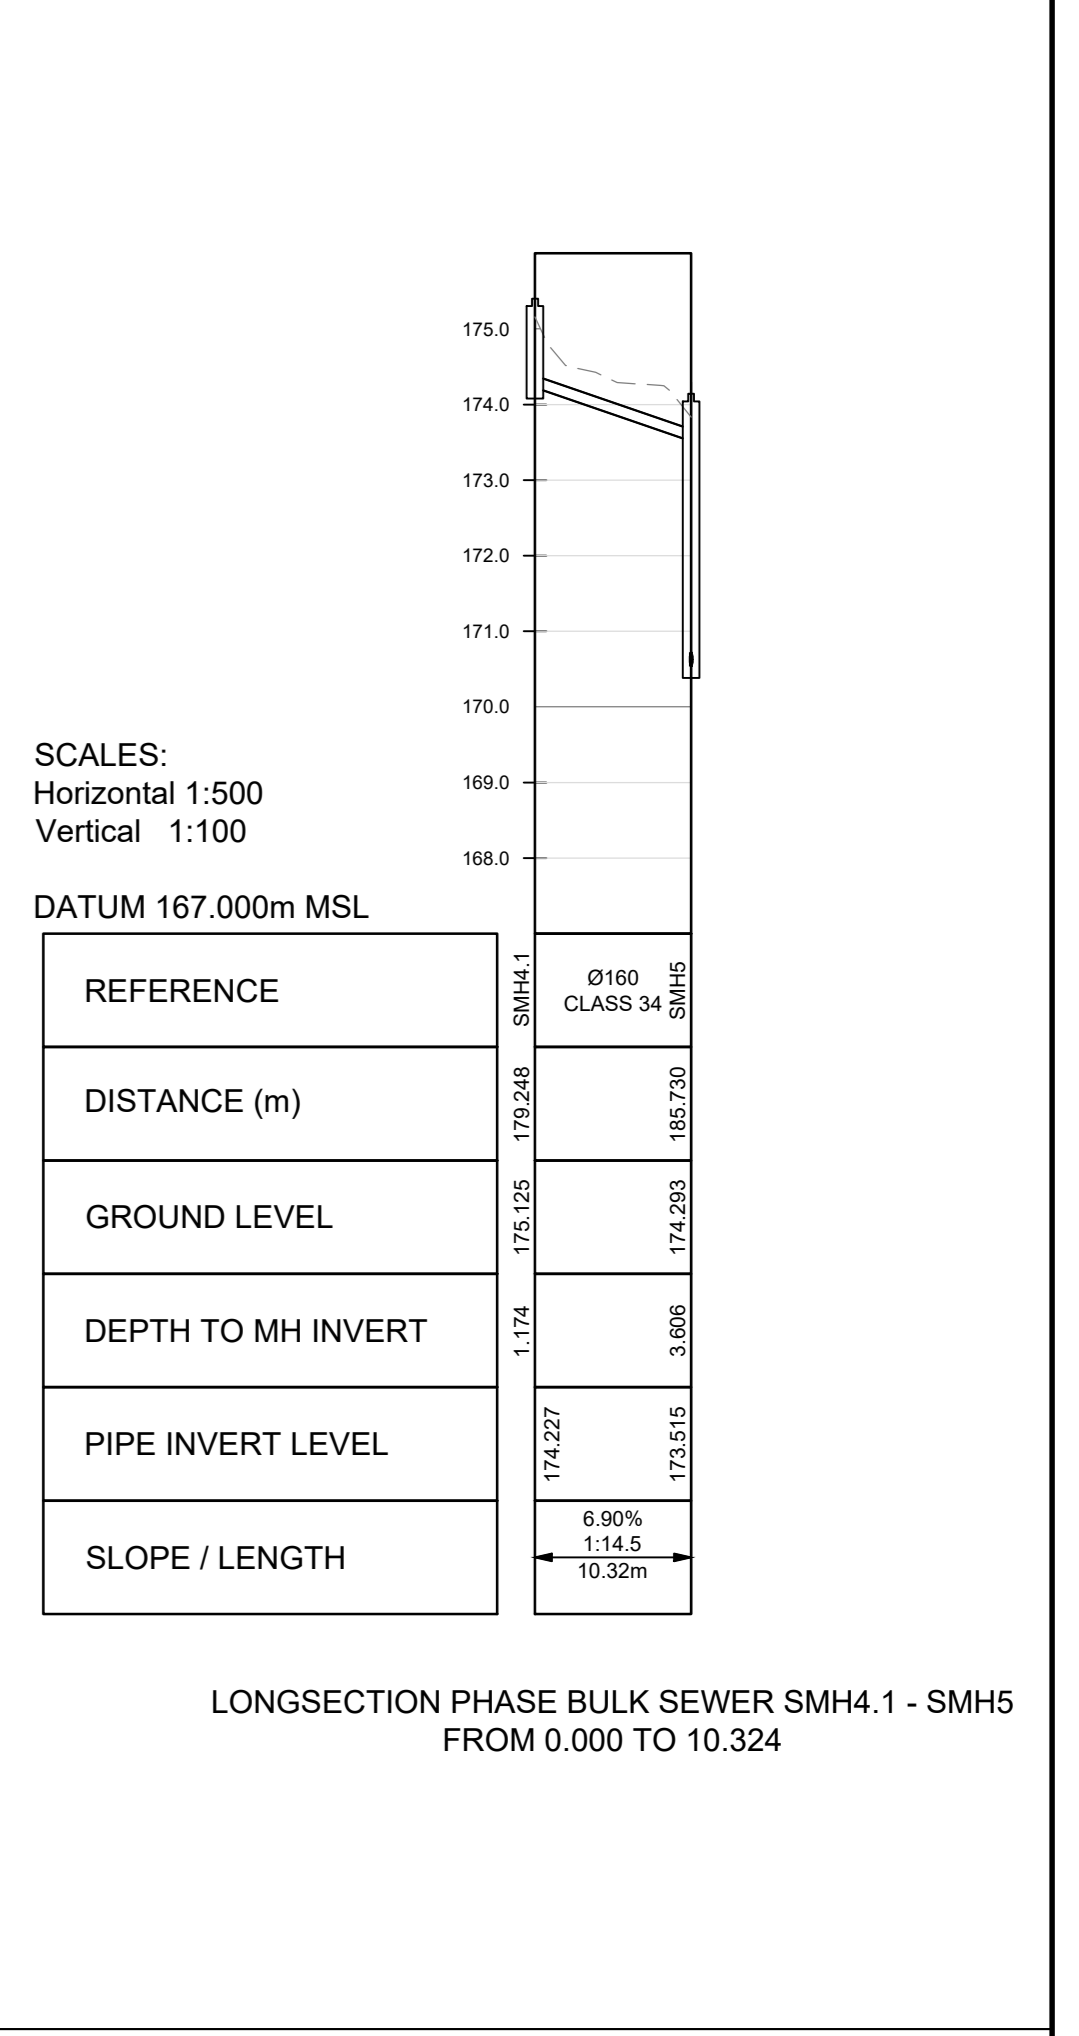 175.0
174.0
173.0
172.0
171.0
170.0
169.0
168.0
SCALES:
Horizontal 1:500
Vertical 1:100
DATUM 167.000m MSL
REFERENCE
SMH4.1
Ø160
CLASS 34
SMH5
DISTANCE (m)
179.248
185.730
GROUND LEVEL
175.125
174.293
DEPTH TO MH INVERT
1.174
3.606
PIPE INVERT LEVEL
174.227
173.515
SLOPE / LENGTH
6.90%
1:14.5
10.32m
LONGSECTION PHASE BULK SEWER SMH4.1 - SMH5
FROM 0.000 TO 10.324